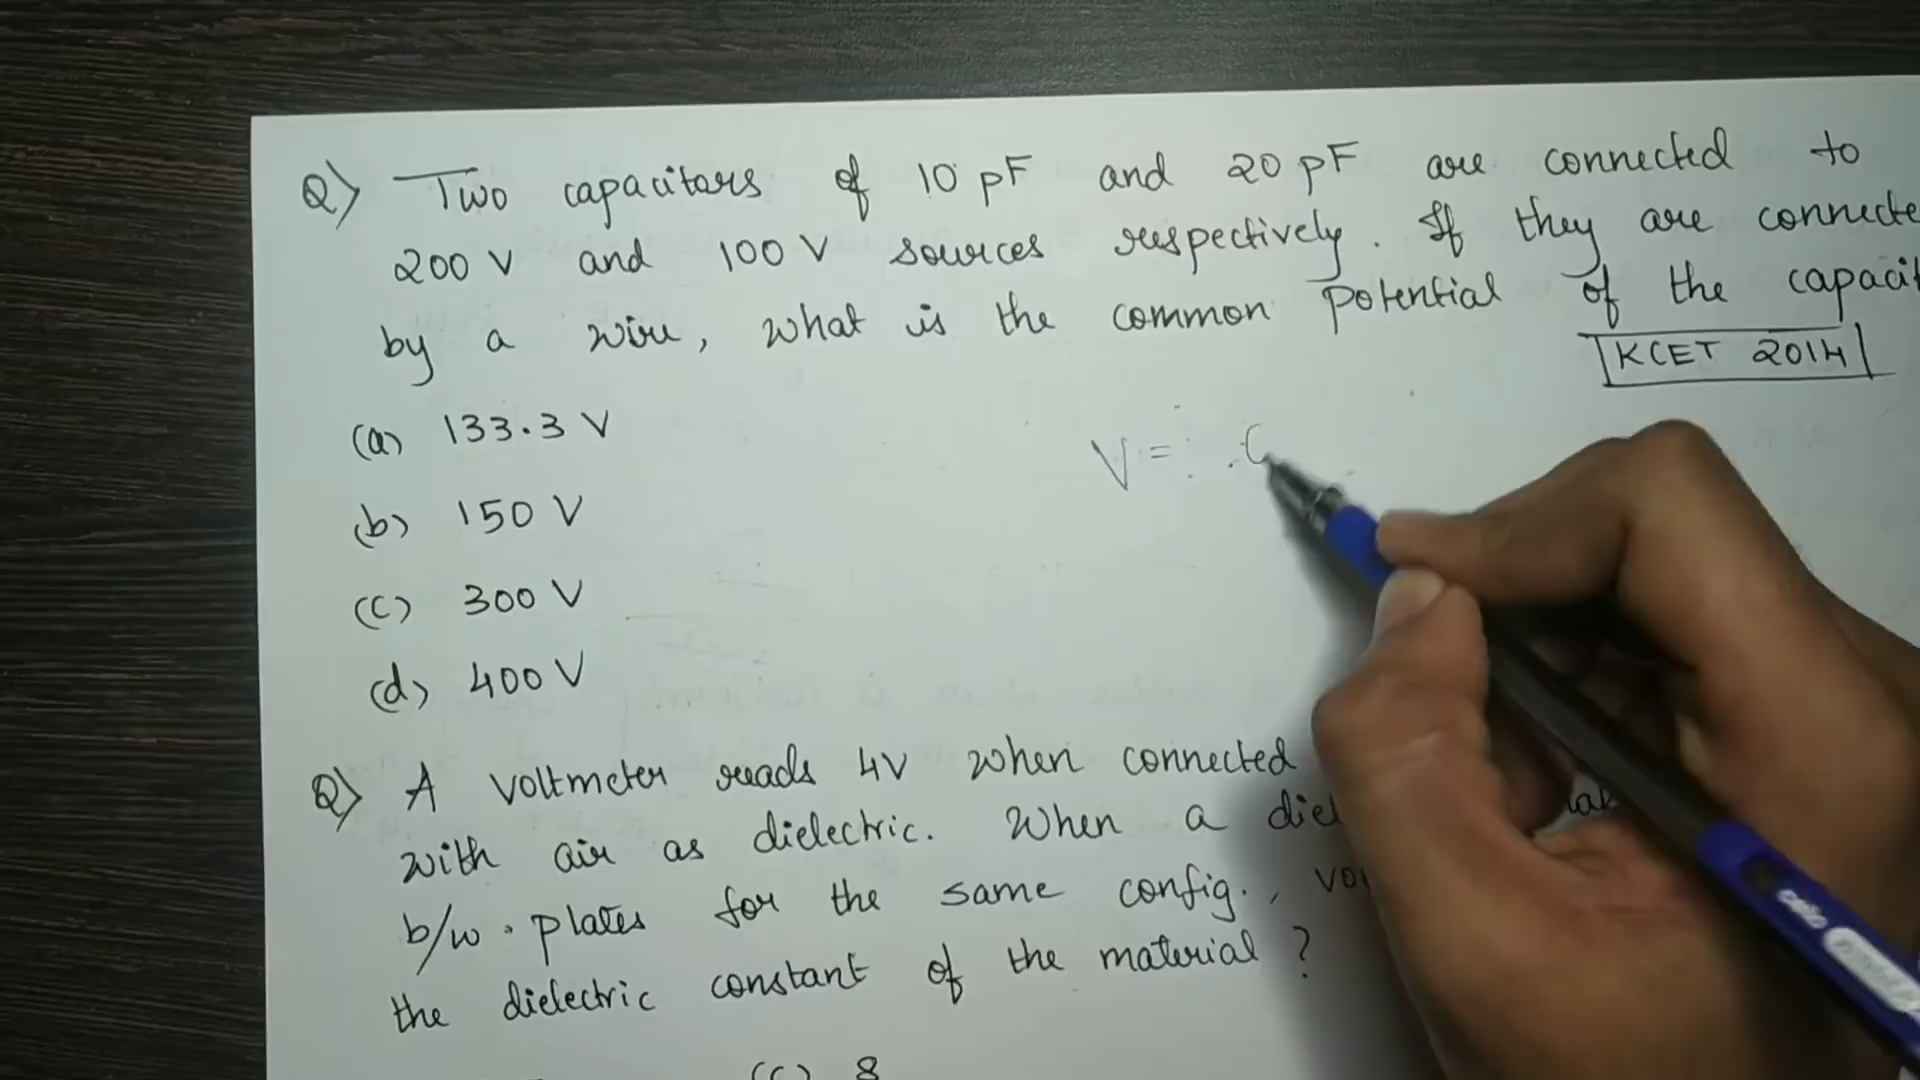 Q) Two capacitors of 10 pF and 20 pF are connected to
200 V and 100 V sources respectively. If they are connecte
by a wire, what is the common potential of the capacit
KCET 2014
(a) 133.3 V
V = C
(b) 150 V
(c) 300 V
(d) 400 V
Q) A voltmeter reads 4V when connected
with air as dielectric. When a diel
b/w. plates for the same config., vol
the dielectric constant of the material ?
(c) 8
cello